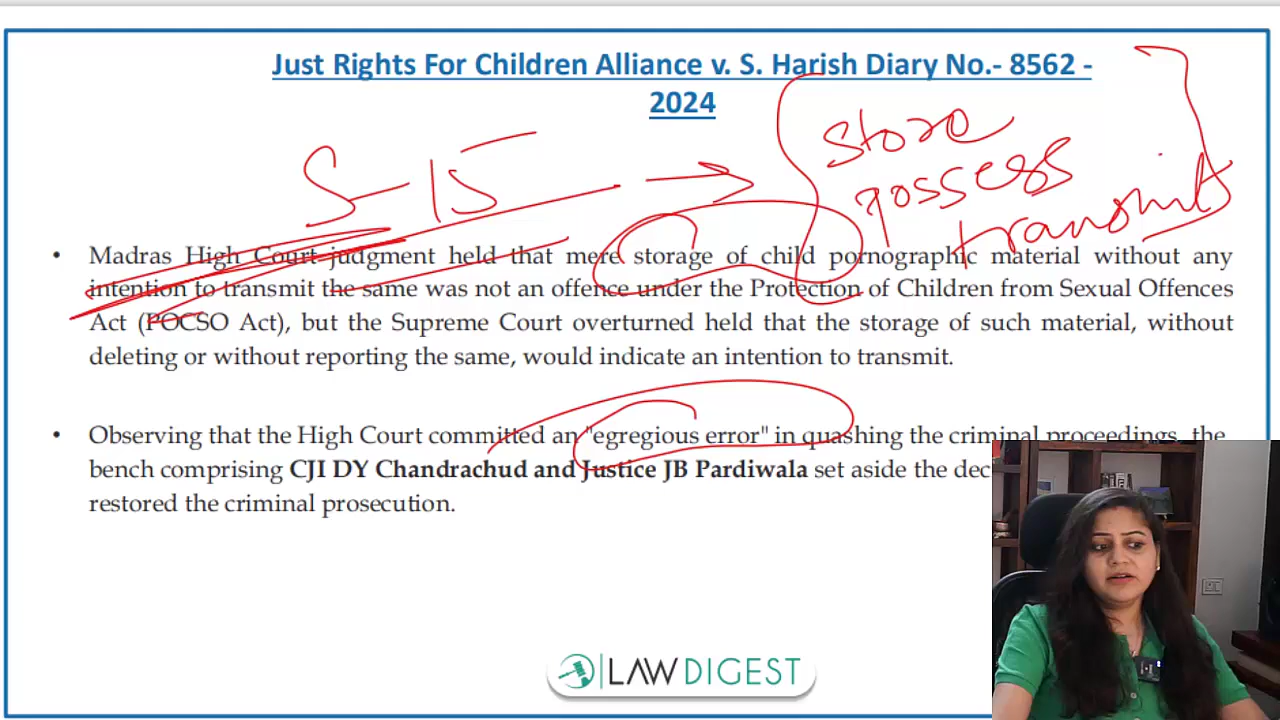 Just Rights For Children Alliance v. S. Harish Diary No.- 8562 -
2024
S-15
store
possess
transmits
• Madras High Court judgment held that mere storage of child pornographic material without any
intention to transmit the same was not an offence under the Protection of Children from Sexual Offences
Act (POCSO Act), but the Supreme Court overturned held that the storage of such material, without
deleting or without reporting the same, would indicate an intention to transmit.
• Observing that the High Court committed an "egregious error" in quashing the criminal proceedings, the
bench comprising CJI DY Chandrachud and Justice JB Pardiwala set aside the
restored the criminal prosecution.
LAWDIGEST